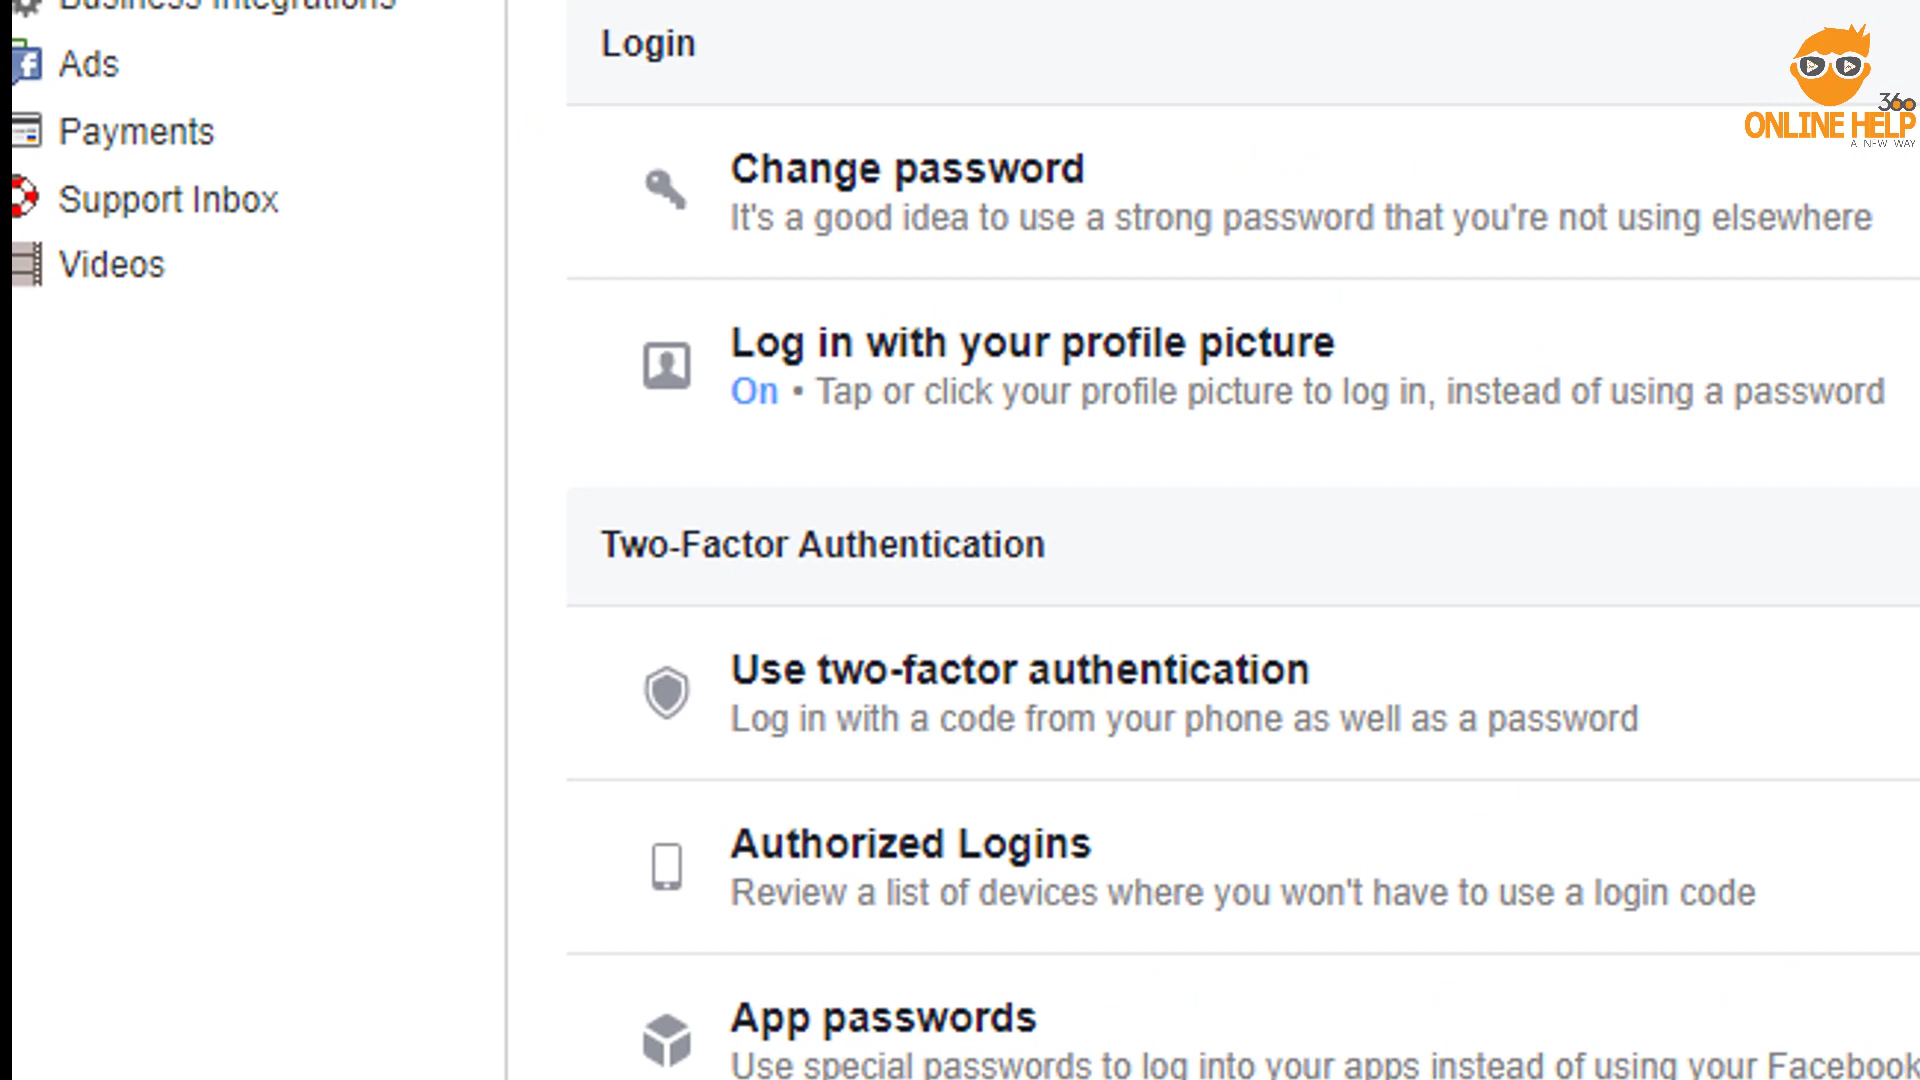 Business Integrations
Ads
Payments
Support Inbox
Videos
Login
Change password
It's a good idea to use a strong password that you're not using elsewhere
Log in with your profile picture
On • Tap or click your profile picture to log in, instead of using a password
Two-Factor Authentication
Use two-factor authentication
Log in with a code from your phone as well as a password
Authorized Logins
Review a list of devices where you won't have to use a login code
App passwords
Use special passwords to log into your apps instead of using your Facebook
360
ONLINE HELP
A NEW WAY